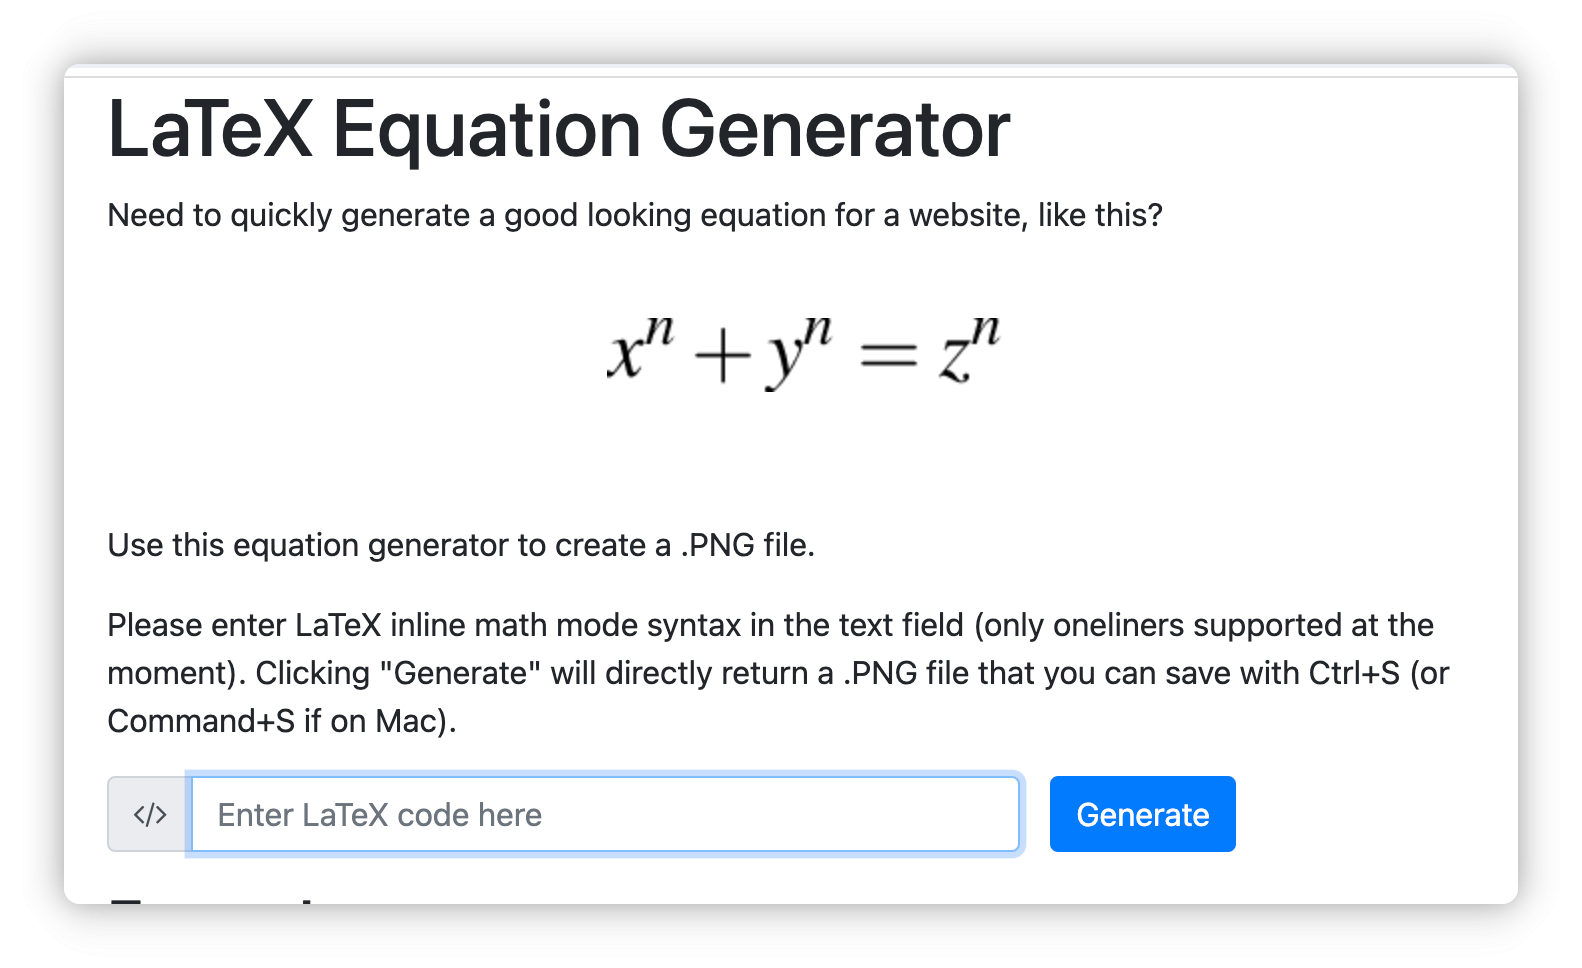 LaTeX Equation Generator
Need to quickly generate a good looking equation for a website, like this?
xⁿ + yⁿ = zⁿ
Use this equation generator to create a .PNG file.
Please enter LaTeX inline math mode syntax in the text field (only oneliners supported at the
moment). Clicking "Generate" will directly return a .PNG file that you can save with Ctrl+S (or
Command+S if on Mac).
</> Enter LaTeX code here Generate